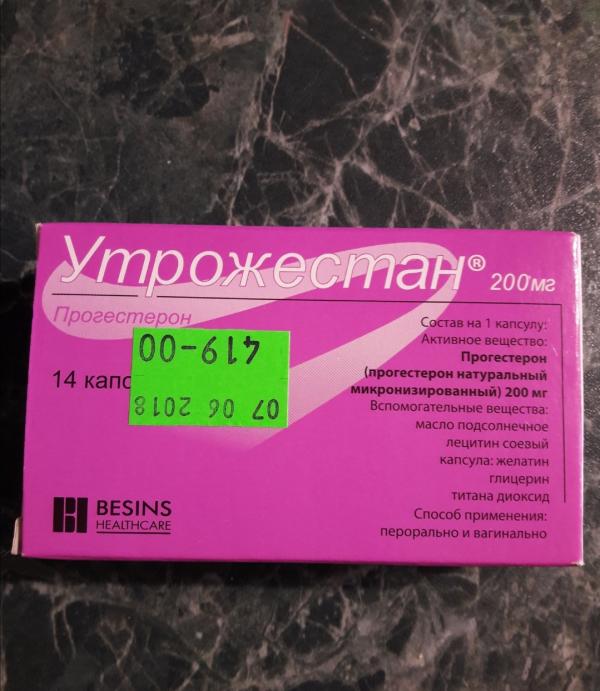 Утрожестан® 200 мг
Прогестерон
419-00
14 капс
07 06 2018
Состав на 1 капсулу:
Активное вещество:
Прогестерон
(прогестерон натуральный
микронизированный) 200 мг
Вспомогательные вещества:
масло подсолнечное
лецитин соевый
капсула: желатин
глицерин
титана диоксид
Способ применения:
перорально и вагинально
BESINS
HEALTHCARE